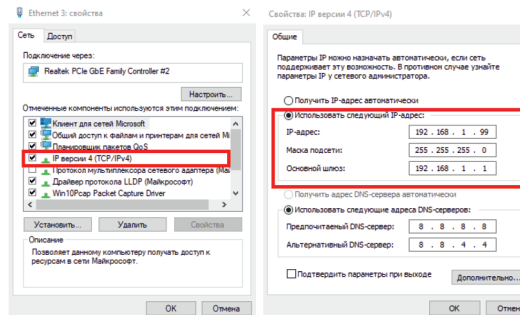 Ethernet 3: свойства
Сеть Доступ
Подключение через:
Realtek PCIe GbE Family Controller #2
Настроить...
Отмеченные компоненты используются этим подключением:
Клиент для сетей Microsoft
Общий доступ к файлам и принтерам для сетей Mi
Планировщик пакетов QoS
IP версии 4 (TCP/IPv4)
Протокол мультиплексора сетевого адаптера (Май
Драйвер протокола LLDP (Майкрософт)
Win10Pcap Packet Capture Driver
Установить... Удалить Свойства
Описание
Позволяет данному компьютеру получать доступ к
ресурсам в сети Майкрософт.
OK Отмена
Свойства: IP версии 4 (TCP/IPv4)
Общие
Параметры IP можно назначать автоматически, если сеть
поддерживает эту возможность. В противном случае узнайте
параметры IP у сетевого администратора.
Получить IP-адрес автоматически
Использовать следующий IP-адрес:
IP-адрес: 192 . 168 . 1 . 99
Маска подсети: 255 . 255 . 255 . 0
Основной шлюз: 192 . 168 . 1 . 1
Получить адрес DNS-сервера автоматически
Использовать следующие адреса DNS-серверов:
Предпочитаемый DNS-сервер: 8 . 8 . 8 . 8
Альтернативный DNS-сервер: 8 . 8 . 4 . 4
Подтвердить параметры при выходе Дополнительно...
OK Отмен